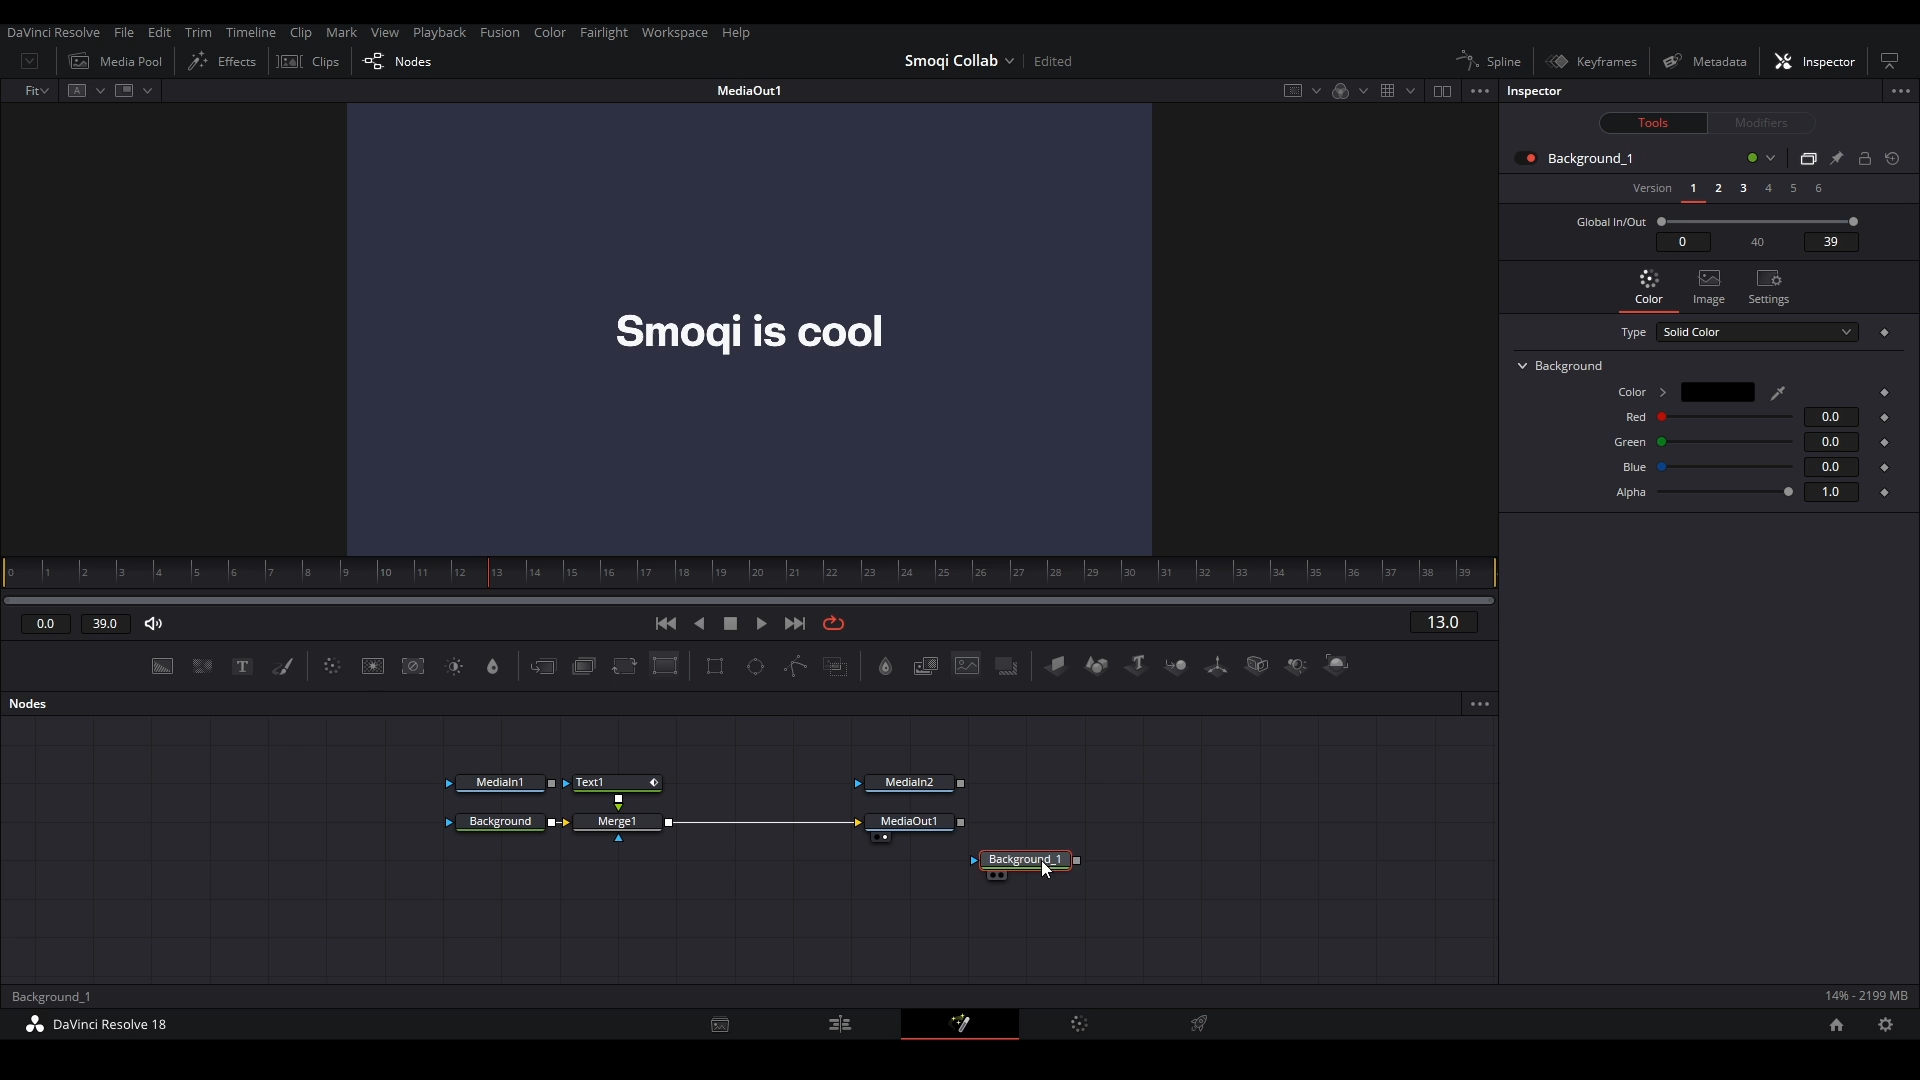 DaVinci Resolve File Edit Trim Timeline Clip Mark View Playback Fusion Color Fairlight Workspace Help
Media Pool Effects Clips Nodes Smoqi Collab Edited Spline Keyframes Metadata Inspector
Fit A MediaOut1 Inspector
Tools Modifiers
Background_1
Version 1 2 3 4 5 6
Global In/Out
0 40 39
Color Image Settings
Type Solid Color
Smoqi is cool
Background
Color
Red 0.0
Green 0.0
Blue 0.0
Alpha 1.0
0 1 2 3 4 5 6 7 8 9 10 11 12 13 14 15 16 17 18 19 20 21 22 23 24 25 26 27 28 29 30 31 32 33 34 35 36 37 38 39
0.0 39.0 13.0
T
Nodes
MediaIn1 Text1 MediaIn2
Background Merge1 MediaOut1
Background_1
Background_1 14% - 2199 MB
DaVinci Resolve 18